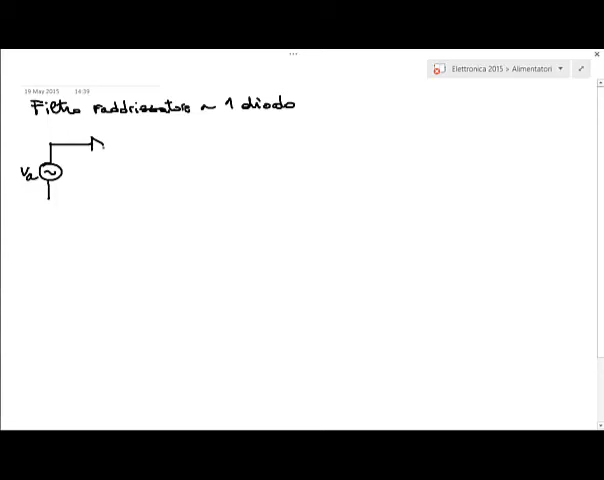 Elettronica 2015 » Alimentatori
19 May 2015 14:39
Filtro raddrizzatore ~ 1 diodo
Va ~